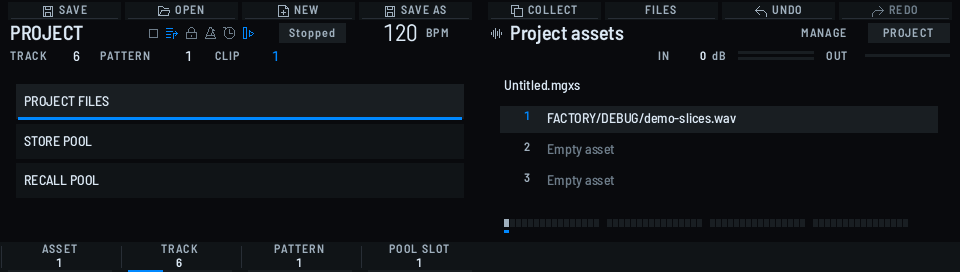 SAVE OPEN NEW SAVE AS COLLECT FILES UNDO REDO
PROJECT Stopped 120 BPM Project assets MANAGE PROJECT
TRACK 6 PATTERN 1 CLIP 1 IN 0 dB OUT
Untitled.mgxs
PROJECT FILES
1 FACTORY/DEBUG/demo-slices.wav
STORE POOL
2 Empty asset
RECALL POOL
3 Empty asset
ASSET TRACK PATTERN POOL SLOT
1 6 1 1